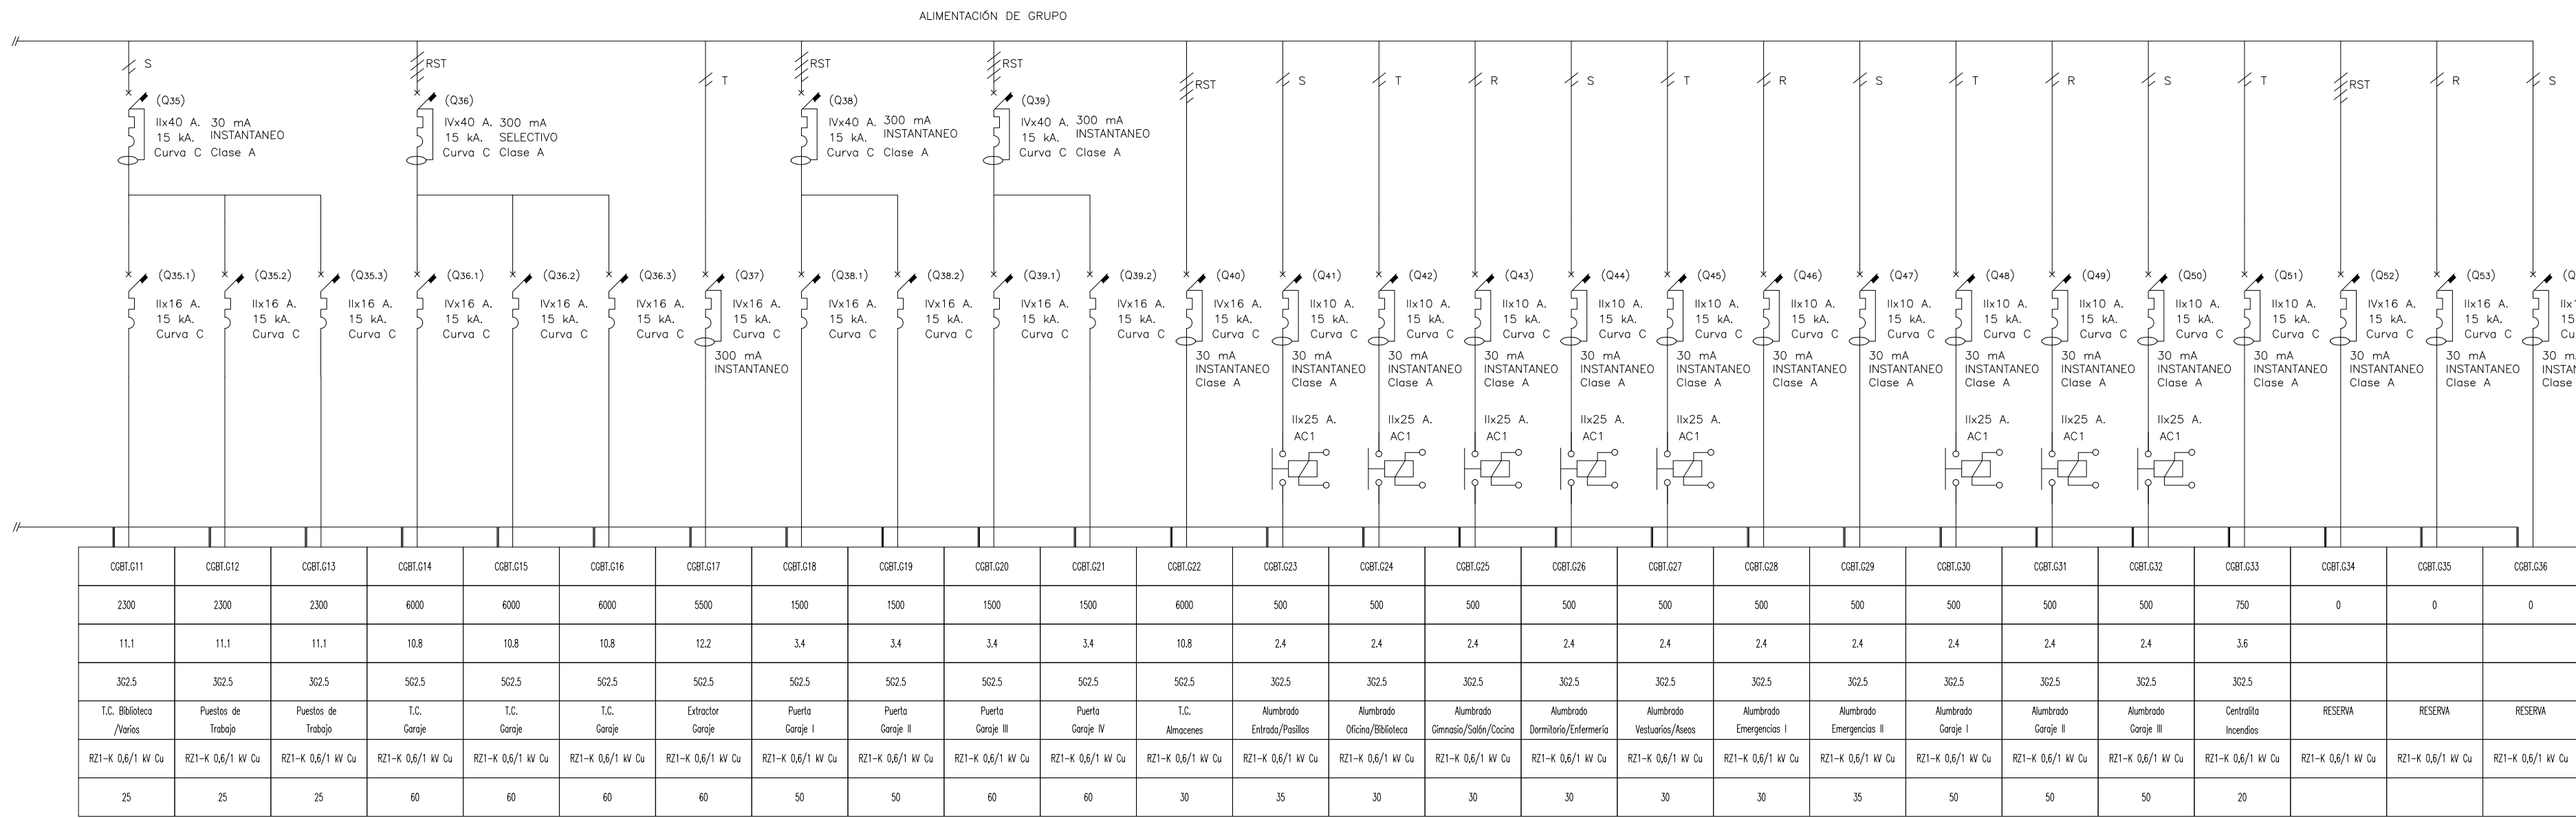 ALIMENTACIÓN DE GRUPO
//
S RST T RST RST RST S T R S T R S T R S T RST R S
(Q35) (Q36) (Q38) (Q39)
IIx40 A. 30 mA
15 kA. INSTANTANEO
Curva C Clase A
IVx40 A. 300 mA
15 kA. SELECTIVO
Curva C Clase A
IVx40 A. 300 mA
15 kA. INSTANTANEO
Curva C Clase A
IVx40 A. 300 mA
15 kA. INSTANTANEO
Curva C Clase A
(Q35.1) (Q35.2) (Q35.3) (Q36.1) (Q36.2) (Q36.3) (Q37) (Q38.1) (Q38.2) (Q39.1) (Q39.2) (Q40) (Q41) (Q42) (Q43) (Q44) (Q45) (Q46) (Q47) (Q48) (Q49) (Q50) (Q51) (Q52) (Q53) (Q
IIx16 A. IIx16 A. IIx16 A. IVx16 A. IVx16 A. IVx16 A. IVx16 A. IVx16 A. IVx16 A. IVx16 A. IVx16 A. IVx16 A. IIx10 A. IIx10 A. IIx10 A. IIx10 A. IIx10 A. IIx10 A. IIx10 A. IIx10 A. IIx10 A. IIx10 A. IIx10 A. IVx16 A. IIx16 A. IIx1
15 kA. 15 kA. 15 kA. 15 kA. 15 kA. 15 kA. 15 kA. 15 kA. 15 kA. 15 kA. 15 kA. 15 kA. 15 kA. 15 kA. 15 kA. 15 kA. 15 kA. 15 kA. 15 kA. 15 kA. 15 kA. 15 kA. 15 kA. 15 kA. 15 kA. 15
Curva C Curva C Curva C Curva C Curva C Curva C Curva C Curva C Curva C Curva C Curva C Curva C Curva C Curva C Curva C Curva C Curva C Curva C Curva C Curva C Curva C Curva C Curva C Curva C Curva C Cu
300 mA 30 mA 30 mA 30 mA 30 mA 30 mA 30 mA 30 mA 30 mA 30 mA 30 mA 30 mA 30 mA 30 mA 30 mA 30 m
INSTANTANEO INSTANTANEO INSTANTANEO INSTANTANEO INSTANTANEO INSTANTANEO INSTANTANEO INSTANTANEO INSTANTANEO INSTANTANEO INSTANTANEO INSTANTANEO INSTANTANEO INSTANTANEO INSTANTANEO INSTAN
Clase A Clase A Clase A Clase A Clase A Clase A Clase A Clase A Clase A Clase A Clase A Clase A Clase A Clase A Clase
IIx25 A. IIx25 A. IIx25 A. IIx25 A. IIx25 A. IIx25 A. IIx25 A. IIx25 A.
AC1 AC1 AC1 AC1 AC1 AC1 AC1 AC1
//
CGBT.G11 CGBT.G12 CGBT.G13 CGBT.G14 CGBT.G15 CGBT.G16 CGBT.G17 CGBT.G18 CGBT.G19 CGBT.G20 CGBT.G21 CGBT.G22 CGBT.G23 CGBT.G24 CGBT.G25 CGBT.G26 CGBT.G27 CGBT.G28 CGBT.G29 CGBT.G30 CGBT.G31 CGBT.G32 CGBT.G33 CGBT.G34 CGBT.G35 CGBT.G36
2300 2300 2300 6000 6000 6000 5500 1500 1500 1500 1500 6000 500 500 500 500 500 500 500 500 500 500 750 0 0 0
11.1 11.1 11.1 10.8 10.8 10.8 12.2 3.4 3.4 3.4 3.4 10.8 2.4 2.4 2.4 2.4 2.4 2.4 2.4 2.4 2.4 2.4 3.6
3G2.5 3G2.5 3G2.5 5G2.5 5G2.5 5G2.5 5G2.5 5G2.5 5G2.5 5G2.5 5G2.5 5G2.5 3G2.5 3G2.5 3G2.5 3G2.5 3G2.5 3G2.5 3G2.5 3G2.5 3G2.5 3G2.5 3G2.5
T.C. Biblioteca Puestos de Puestos de T.C. T.C. T.C. Extractor Puerta Puerta Puerta Puerta T.C. Alumbrado Alumbrado Alumbrado Alumbrado Alumbrado Alumbrado Alumbrado Alumbrado Alumbrado Alumbrado Centralita RESERVA RESERVA RESERVA
/Varios Trabajo Trabajo Garaje Garaje Garaje Garaje Garaje I Garaje II Garaje III Garaje IV Almacenes Entrada/Pasillos Oficina/Biblioteca Gimnasio/Salón/Cocina Dormitorio/Enfermería Vestuarios/Aseos Emergencias I Emergencias II Garaje I Garaje II Garaje III Incendios
RZ1-K 0,6/1 kV Cu RZ1-K 0,6/1 kV Cu RZ1-K 0,6/1 kV Cu RZ1-K 0,6/1 kV Cu RZ1-K 0,6/1 kV Cu RZ1-K 0,6/1 kV Cu RZ1-K 0,6/1 kV Cu RZ1-K 0,6/1 kV Cu RZ1-K 0,6/1 kV Cu RZ1-K 0,6/1 kV Cu RZ1-K 0,6/1 kV Cu RZ1-K 0,6/1 kV Cu RZ1-K 0,6/1 kV Cu RZ1-K 0,6/1 kV Cu RZ1-K 0,6/1 kV Cu RZ1-K 0,6/1 kV Cu RZ1-K 0,6/1 kV Cu RZ1-K 0,6/1 kV Cu RZ1-K 0,6/1 kV Cu RZ1-K 0,6/1 kV Cu RZ1-K 0,6/1 kV Cu RZ1-K 0,6/1 kV Cu RZ1-K 0,6/1 kV Cu RZ1-K 0,6/1 kV Cu RZ1-K 0,6/1 kV Cu RZ1-K 0,6/1 kV Cu
25 25 25 60 60 60 60 50 50 60 60 30 35 30 30 30 30 30 35 50 50 50 20